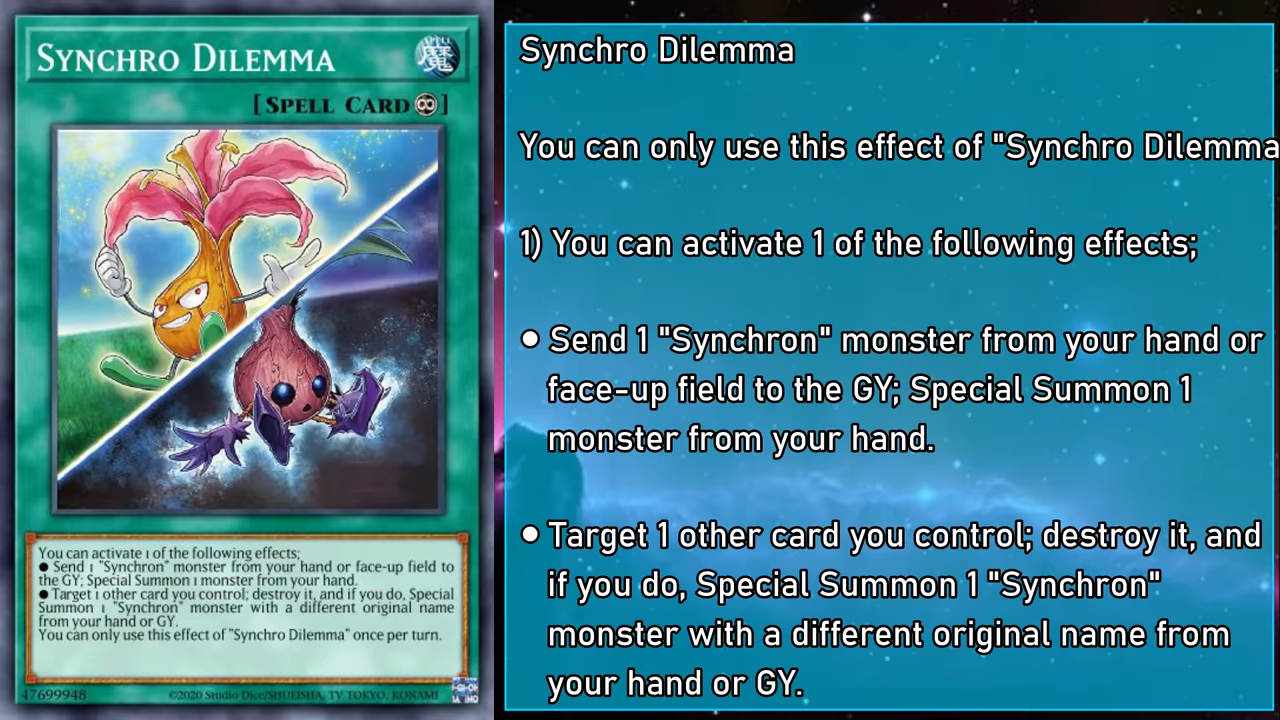 SYNCHRO DILEMMA
魔
[SPELL CARD]
You can activate 1 of the following effects;
● Send 1 "Synchron" monster from your hand or face-up field to
the GY; Special Summon 1 monster from your hand.
● Target 1 other card you control; destroy it, and if you do, Special
Summon 1 "Synchron" monster with a different original name
from your hand or GY.
You can only use this effect of "Synchro Dilemma" once per turn.
47699948
©2020 Studio Dice/SHUEISHA, TV TOKYO, KONAMI
Synchro Dilemma
You can only use this effect of "Synchro Dilemma
1) You can activate 1 of the following effects;
● Send 1 "Synchron" monster from your hand or
face-up field to the GY; Special Summon 1
monster from your hand.
● Target 1 other card you control; destroy it, and
if you do, Special Summon 1 "Synchron"
monster with a different original name from
your hand or GY.